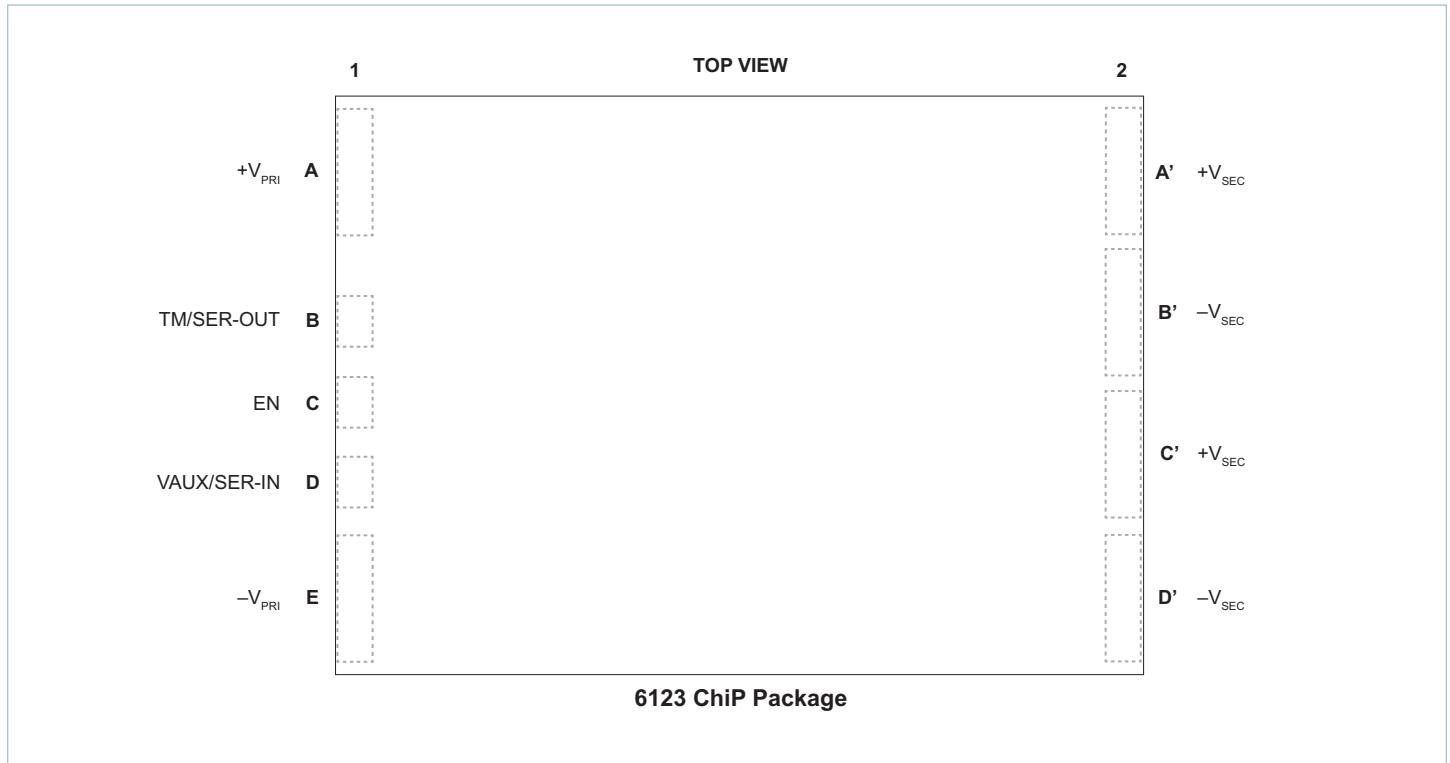 1 TOP VIEW 2
+VPRI A A’ +VSEC
TM/SER-OUT B B’ –VSEC
EN C
VAUX/SER-IN D C’ +VSEC
–VPRI E D’ –VSEC
6123 ChiP Package